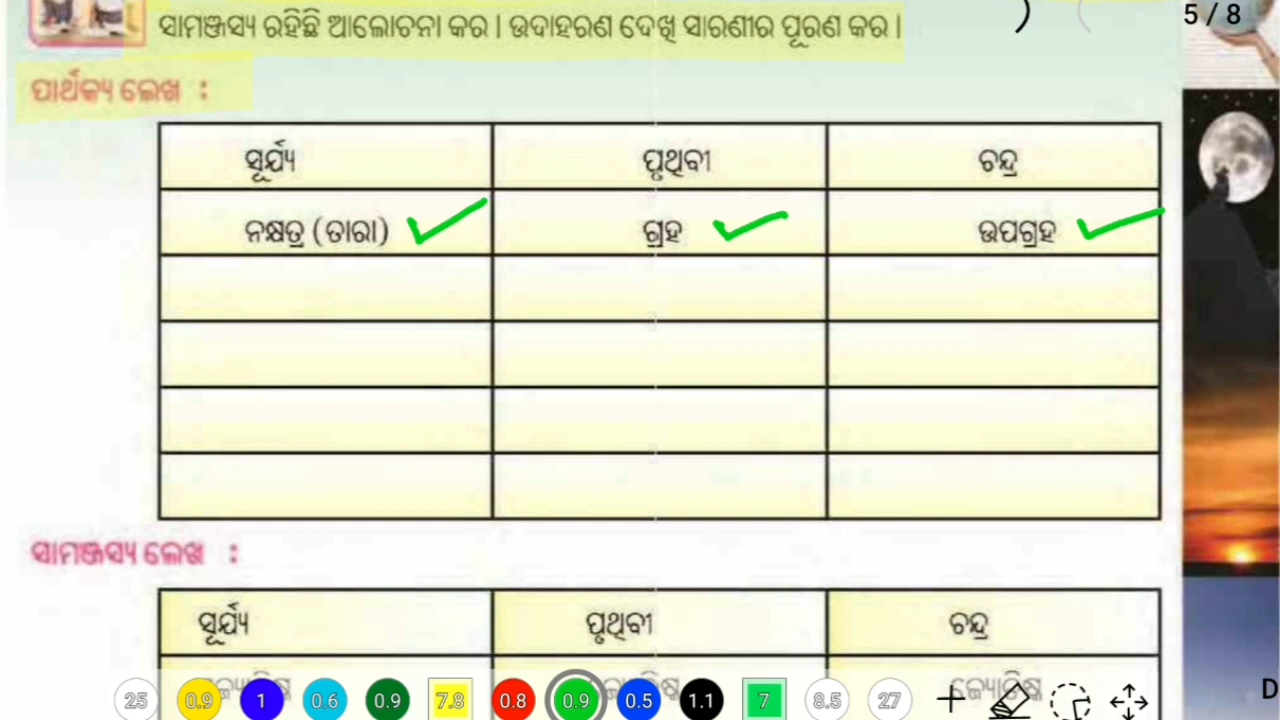 ସାମଞ୍ଜସ୍ୟ ରହିଛି ଆଲୋଚନା କର । ଉଦାହରଣ ଦେଖି ସାରଣୀର ପୂରଣ କର ।
5 / 8
ପାର୍ଥକ୍ୟ ଲେଖ :
ସୂର୍ଯ୍ୟ ପୃଥିବୀ ଚନ୍ଦ୍ର
ନକ୍ଷତ୍ର (ତାରା) ଗ୍ରହ ଉପଗ୍ରହ
ସାମଞ୍ଜସ୍ୟ ଲେଖ :
ସୂର୍ଯ୍ୟ ପୃଥିବୀ ଚନ୍ଦ୍ର
25 0.9 1 0.6 0.9 7.8 0.8 0.9 0.5 1.1 7 8.5 27
D